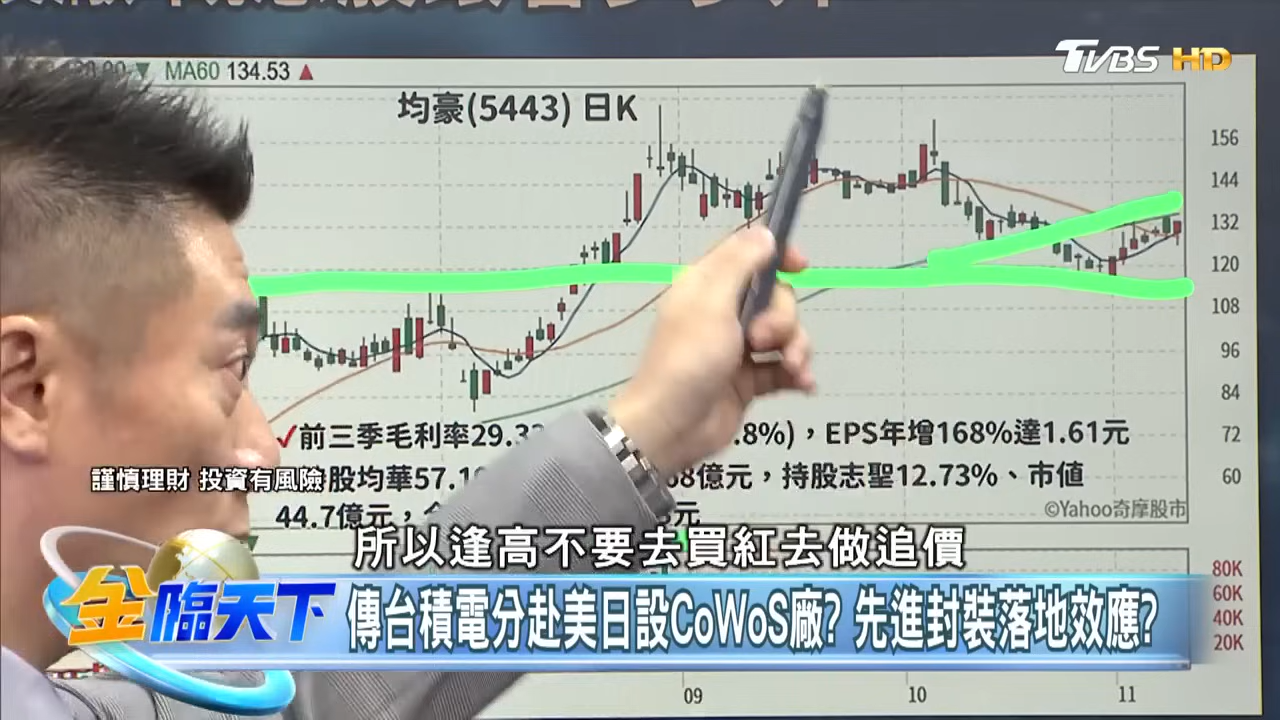 TVBS HD
MA60 134.53 ▲
均豪(5443) 日K
156
144
132
120
108
96
84
72
60
✓前三季毛利率29.3 .8%)，EPS年增168%達1.61元
股均華57.1 8億元，持股志聖12.73%、市值
44.7億元， 元
謹慎理財 投資有風險
©Yahoo奇摩股市
所以逢高不要去買紅去做追價
金臨天下
傳台積電分赴美日設CoWoS廠? 先進封裝落地效應?
80K
60K
40K
20K
09 10 11